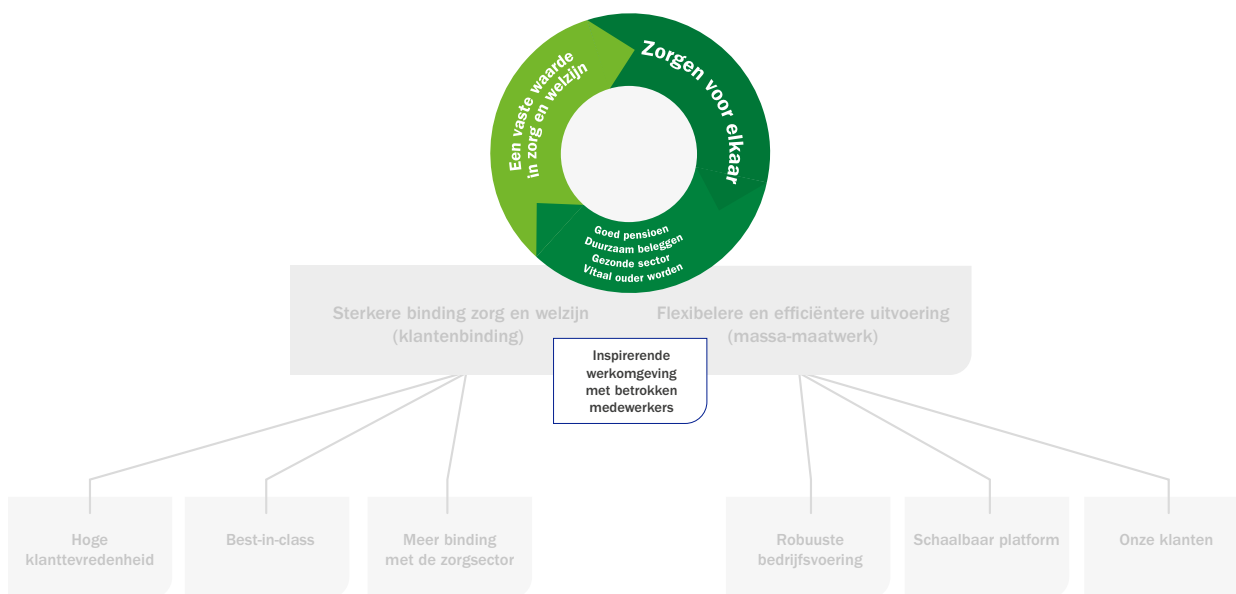 Een vaste waarde
in zorg en welzijn
Zorgen voor elkaar
Goed pensioen
Duurzaam beleggen
Gezonde sector
Vitaal ouder worden
Sterkere binding zorg en welzijn
(klantenbinding)
Flexibelere en efficiëntere uitvoering
(massa-maatwerk)
Inspirerende
werkomgeving
met betrokken
medewerkers
Hoge
klanttevredenheid
Best-in-class
Meer binding
met de zorgsector
Robuuste
bedrijfsvoering
Schaalbaar platform
Onze klanten